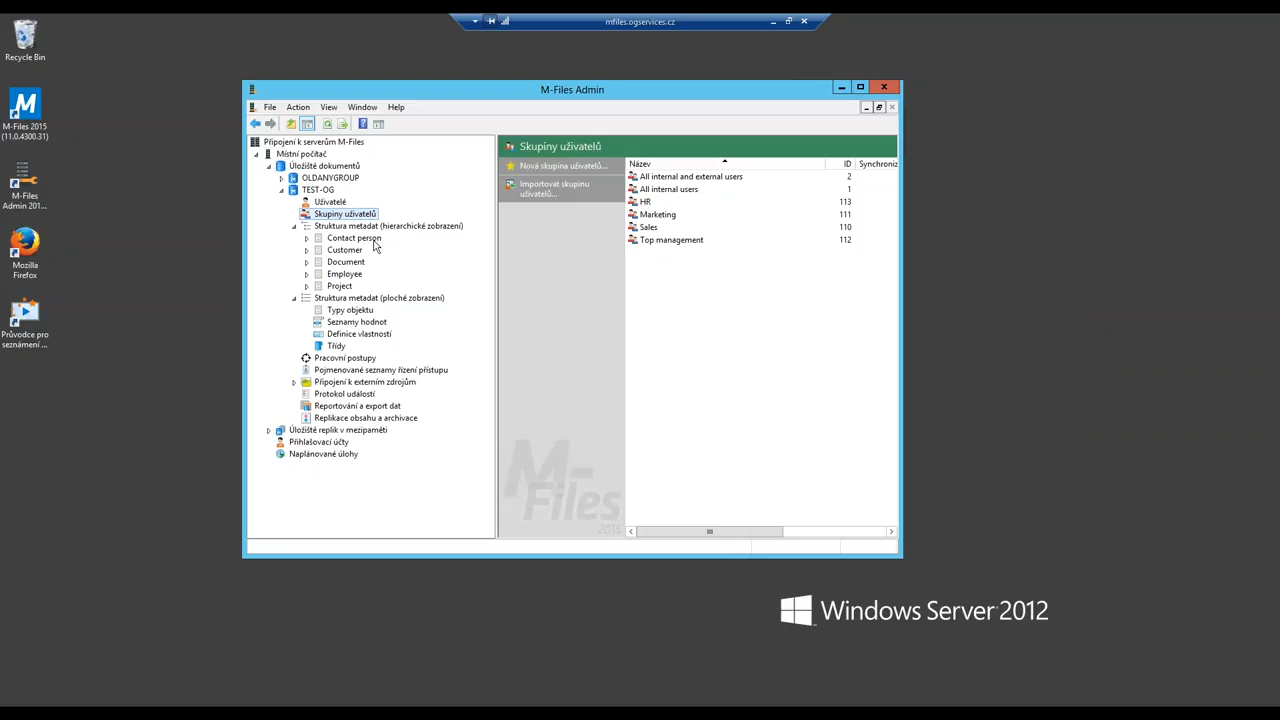 mfiles.ogservices.cz
Recycle Bin
M-Files 2015
(11.0.4300.31)
M-Files
Admin 201...
Mozilla
Firefox
Průvodce pro
seznámení ...
M-Files Admin
File Action View Window Help
Připojení k serverům M-Files
Místní počítač
Úložiště dokumentů
OLDANYGROUP
TEST-OG
Uživatelé
Skupiny uživatelů
Struktura metadat (hierarchické zobrazení)
Contact person
Customer
Document
Employee
Project
Struktura metadat (ploché zobrazení)
Typy objektu
Seznamy hodnot
Definice vlastností
Třídy
Pracovní postupy
Pojmenované seznamy řízení přístupu
Připojení k externím zdrojům
Protokol událostí
Reportování a export dat
Replikace obsahu a archivace
Úložiště replik v mezipaměti
Přihlašovací účty
Naplánované úlohy
Skupiny uživatelů
Nová skupina uživatelů...
Importovat skupinu
uživatelů...
Název ID Synchroniz
All internal and external users 2
All internal users 1
HR 113
Marketing 111
Sales 110
Top management 112
M-
Files
2015
Windows Server 2012